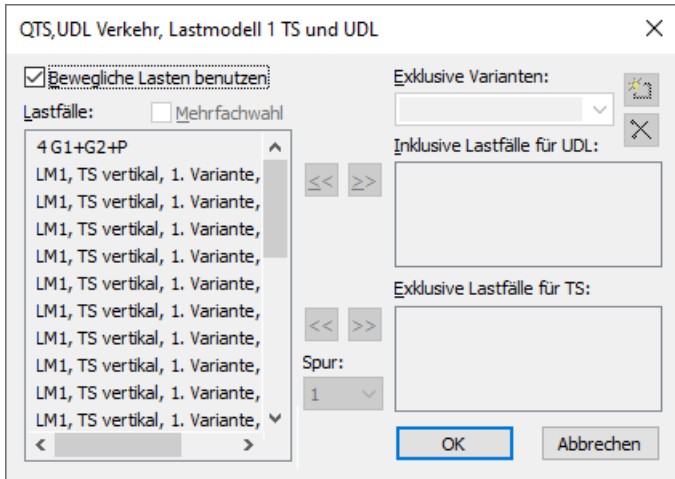 QTS,UDL Verkehr, Lastmodell 1 TS und UDL
Bewegliche Lasten benutzen
Lastfälle:
Mehrfachwahl
4 G1+G2+P
LM1, TS vertikal, 1. Variante,
LM1, TS vertikal, 1. Variante,
LM1, TS vertikal, 1. Variante,
LM1, TS vertikal, 1. Variante,
LM1, TS vertikal, 1. Variante,
LM1, TS vertikal, 1. Variante,
LM1, TS vertikal, 1. Variante,
LM1, TS vertikal, 1. Variante,
LM1, TS vertikal, 1. Variante,
LM1, TS vertikal, 1. Variante,
<< >>
<< >>
Spur:
1
Exklusive Varianten:
Inklusive Lastfälle für UDL:
Exklusive Lastfälle für TS:
OK
Abbrechen